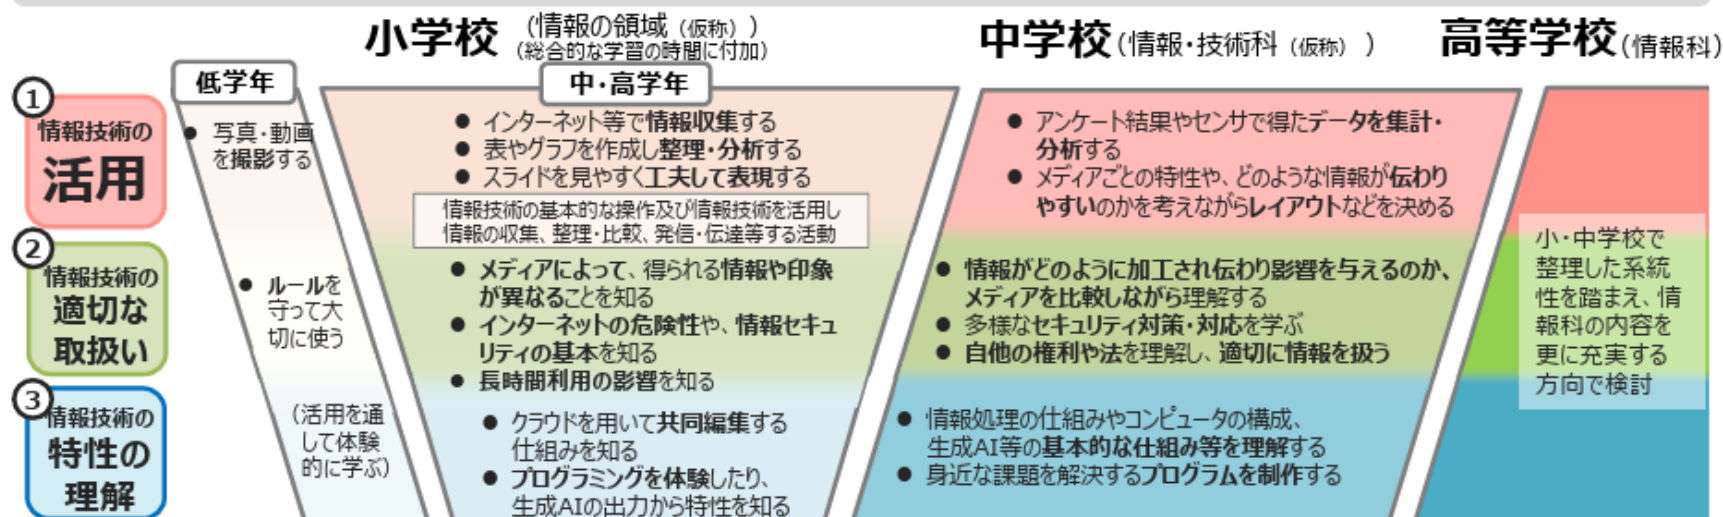 小学校（情報の領域（仮称））
（総合的な学習の時間に付加）
中学校（情報・技術科（仮称））
高等学校（情報科）
低学年
中・高学年
①
情報技術の
活用
● 写真・動画
を撮影する
● インターネット等で情報収集する
● 表やグラフを作成し整理・分析する
● スライドを見やすく工夫して表現する
情報技術の基本的な操作及び情報技術を活用し
情報の収集、整理・比較、発信・伝達等する活動
● アンケート結果やセンサで得たデータを集計・
分析する
● メディアごとの特性や、どのような情報が伝わり
やすいのかを考えながらレイアウトなどを決める
②
情報技術の
適切な
取扱い
● ルールを
守って大
切に使う
● メディアによって、得られる情報や印象
が異なることを知る
● インターネットの危険性や、情報セキュ
リティの基本を知る
● 長時間利用の影響を知る
● 情報がどのように加工され伝わり影響を与えるのか、
メディアを比較しながら理解する
● 多様なセキュリティ対策・対応を学ぶ
● 自他の権利や法を理解し、適切に情報を扱う
小・中学校で
整理した系統
性を踏まえ、情
報科の内容を
更に充実する
方向で検討
③
情報技術の
特性の
理解
（活用を通
して体験
的に学ぶ）
● クラウドを用いて共同編集する
仕組みを知る
● プログラミングを体験したり、
生成AIの出力から特性を知る
● 情報処理の仕組みやコンピュータの構成、
生成AI等の基本的な仕組み等を理解する
● 身近な課題を解決するプログラムを制作する